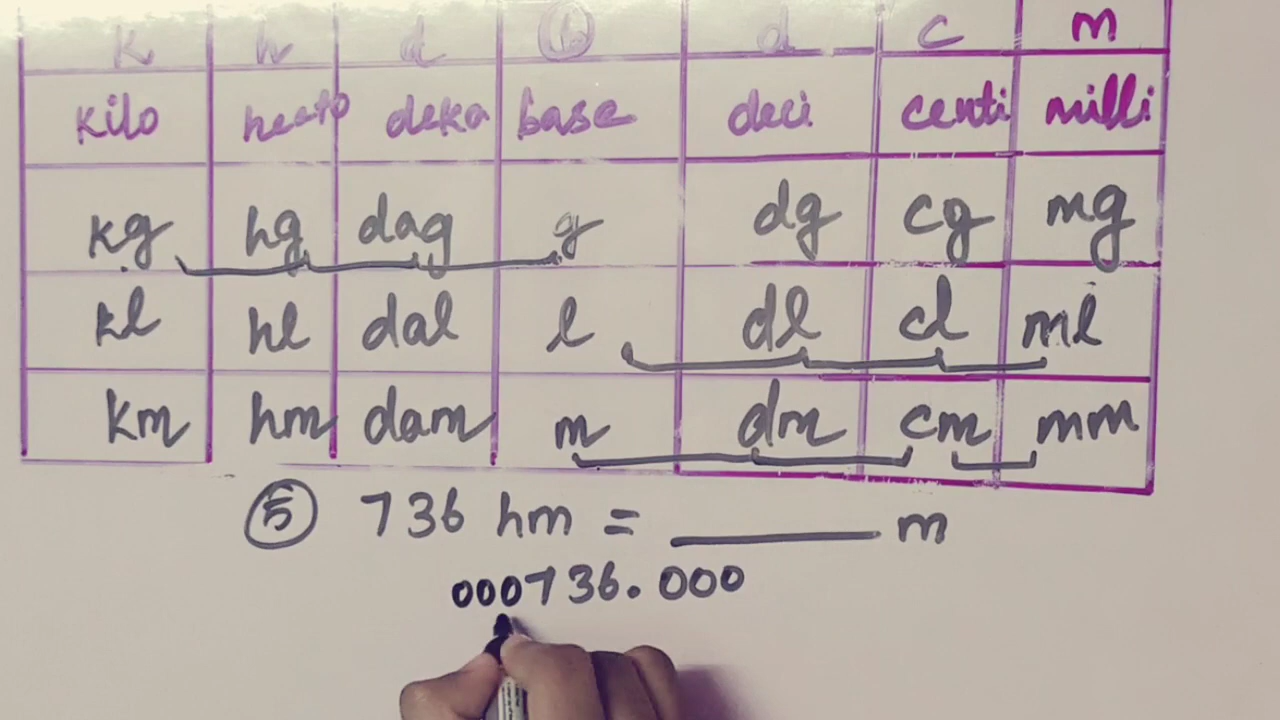 k h d b d c m
kilo hecto deka base deci centi milli
kg hg dag g dg cg mg
kl hl dal l dl cl ml
km hm dam m dm cm mm
5 736 hm = ______ m
000736.000